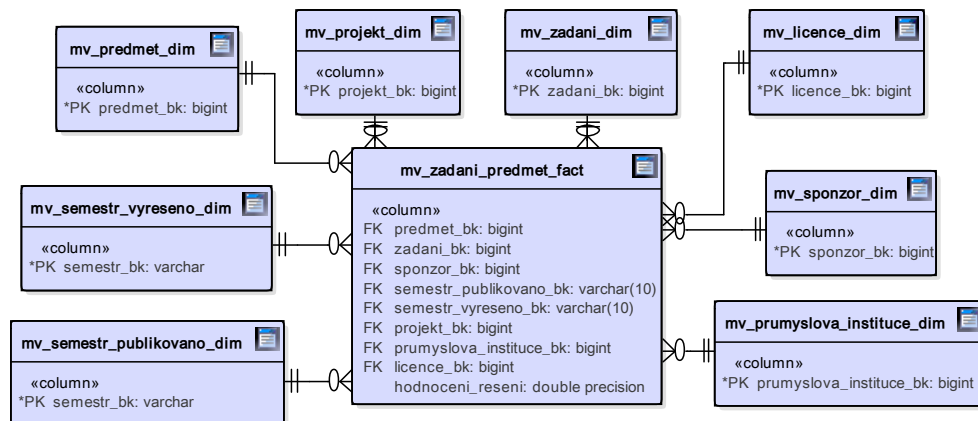 mv_predmet_dim
«column»
*PK predmet_bk: bigint
mv_projekt_dim
«column»
*PK projekt_bk: bigint
mv_zadani_dim
«column»
*PK zadani_bk: bigint
mv_licence_dim
«column»
*PK licence_bk: bigint
mv_semestr_vyreseno_dim
«column»
*PK semestr_bk: varchar
mv_zadani_predmet_fact
«column»
FK predmet_bk: bigint
FK zadani_bk: bigint
FK sponzor_bk: bigint
FK semestr_publikovano_bk: varchar(10)
FK semestr_vyreseno_bk: varchar(10)
FK projekt_bk: bigint
FK prumyslova_instituce_bk: bigint
FK licence_bk: bigint
hodnoceni_reseni: double precision
mv_sponzor_dim
«column»
*PK sponzor_bk: bigint
mv_semestr_publikovano_dim
«column»
*PK semestr_bk: varchar
mv_prumyslova_instituce_dim
«column»
*PK prumyslova_instituce_bk: bigint